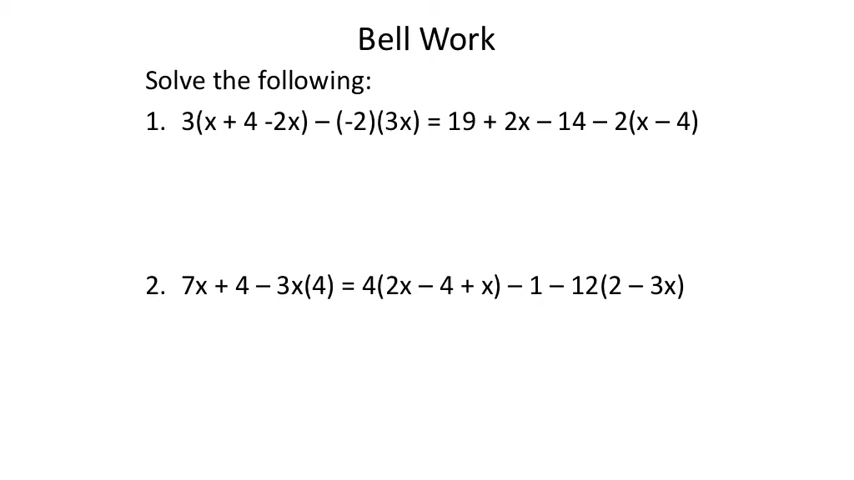 Bell Work
Solve the following:
1. 3(x + 4 -2x) – (-2)(3x) = 19 + 2x – 14 – 2(x – 4)
2. 7x + 4 – 3x(4) = 4(2x – 4 + x) – 1 – 12(2 – 3x)